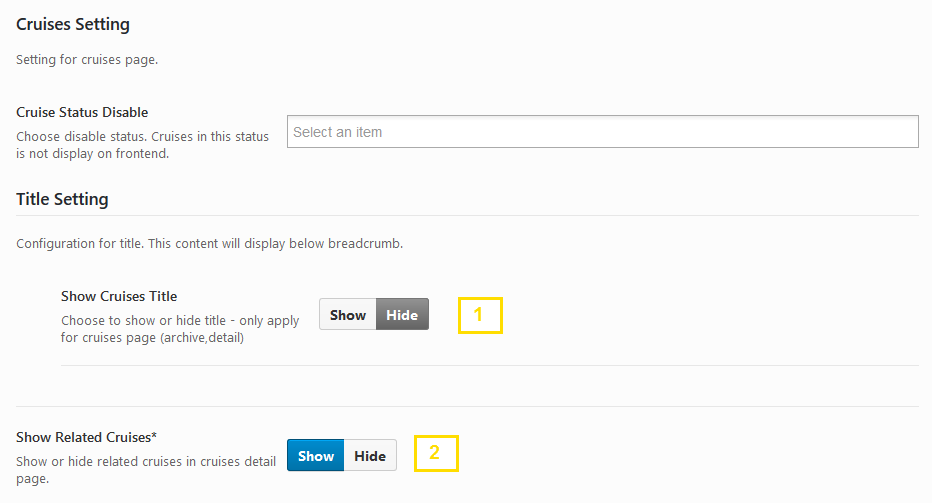 Cruises Setting
Setting for cruises page.
Cruise Status Disable
Choose disable status. Cruises in this status
is not display on frontend.
Select an item
Title Setting
Configuration for title. This content will display below breadcrumb.
Show Cruises Title
Choose to show or hide title - only apply
for cruises page (archive,detail)
Show Hide
1
Show Related Cruises*
Show or hide related cruises in cruises detail
page.
Show Hide
2